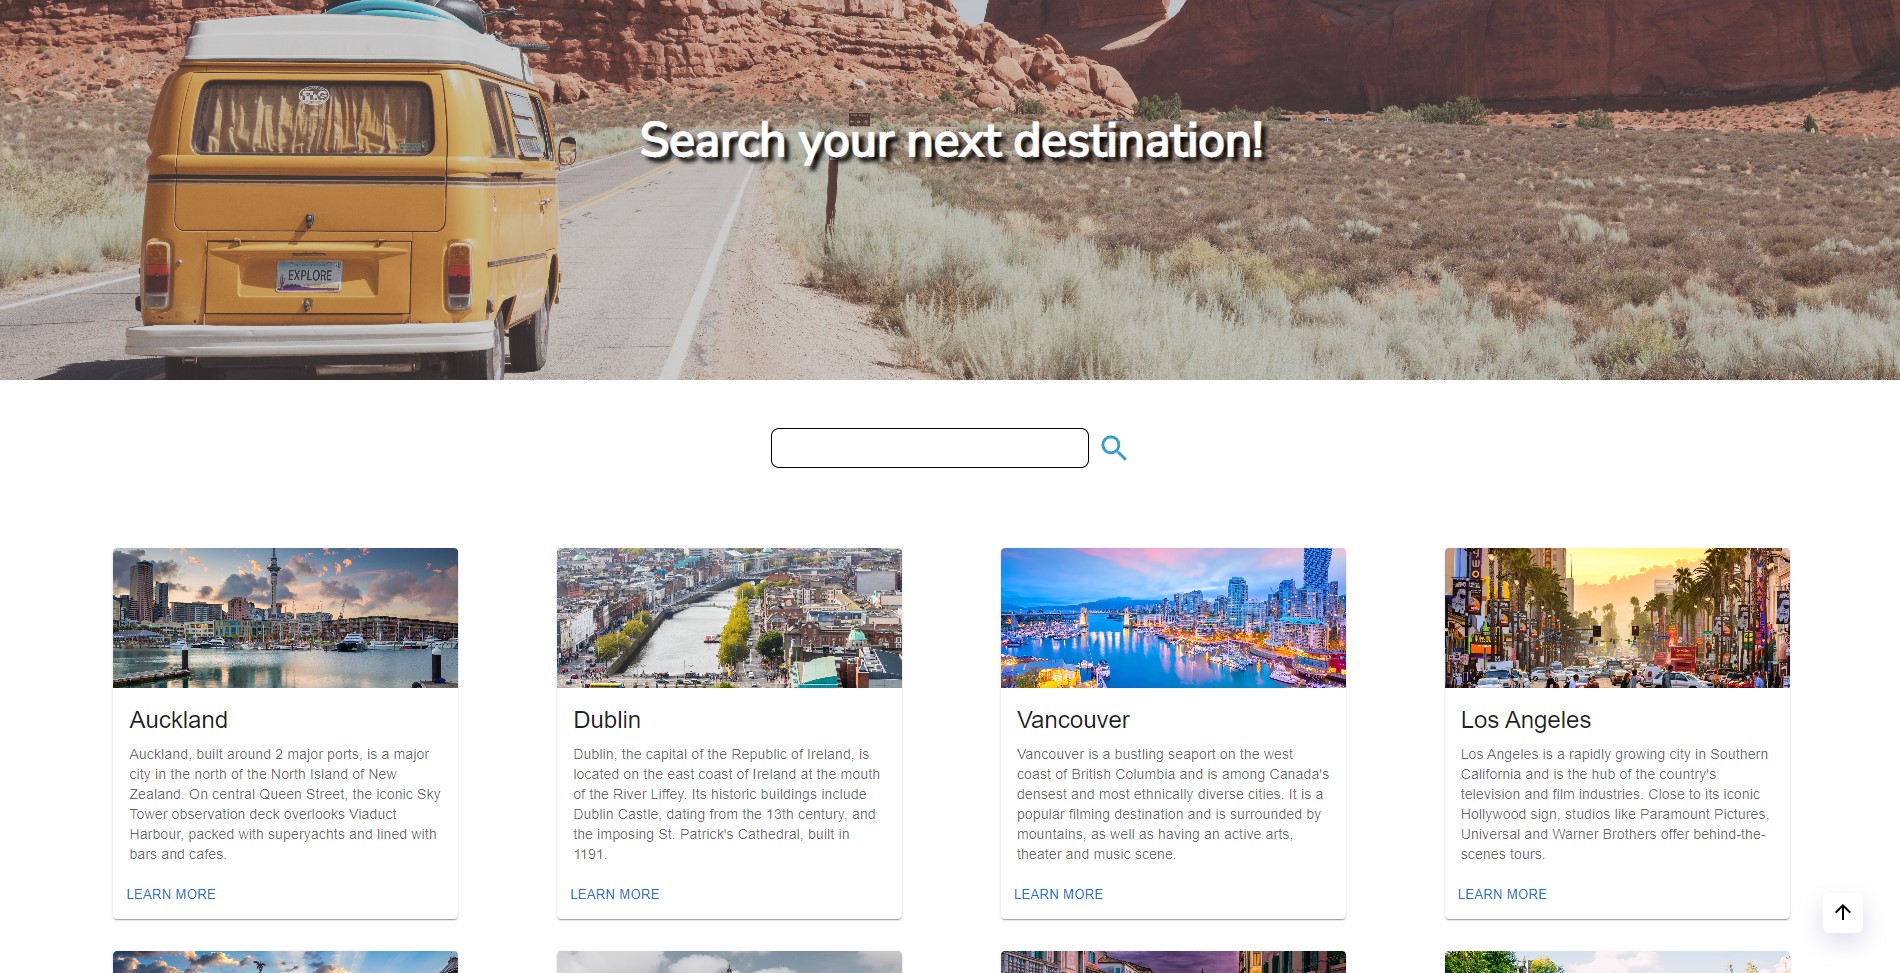 Search your next destination!
EXPLORE
Auckland
Auckland, built around 2 major ports, is a major
city in the north of the North Island of New
Zealand. On central Queen Street, the iconic Sky
Tower observation deck overlooks Viaduct
Harbour, packed with superyachts and lined with
bars and cafes.
LEARN MORE
Dublin
Dublin, the capital of the Republic of Ireland, is
located on the east coast of Ireland at the mouth
of the River Liffey. Its historic buildings include
Dublin Castle, dating from the 13th century, and
the imposing St. Patrick's Cathedral, built in
1191.
LEARN MORE
Vancouver
Vancouver is a bustling seaport on the west
coast of British Columbia and is among Canada's
densest and most ethnically diverse cities. It is a
popular filming destination and is surrounded by
mountains, as well as having an active arts,
theater and music scene.
LEARN MORE
Los Angeles
Los Angeles is a rapidly growing city in Southern
California and is the hub of the country's
television and film industries. Close to its iconic
Hollywood sign, studios like Paramount Pictures,
Universal and Warner Brothers offer behind-the-
scenes tours.
LEARN MORE